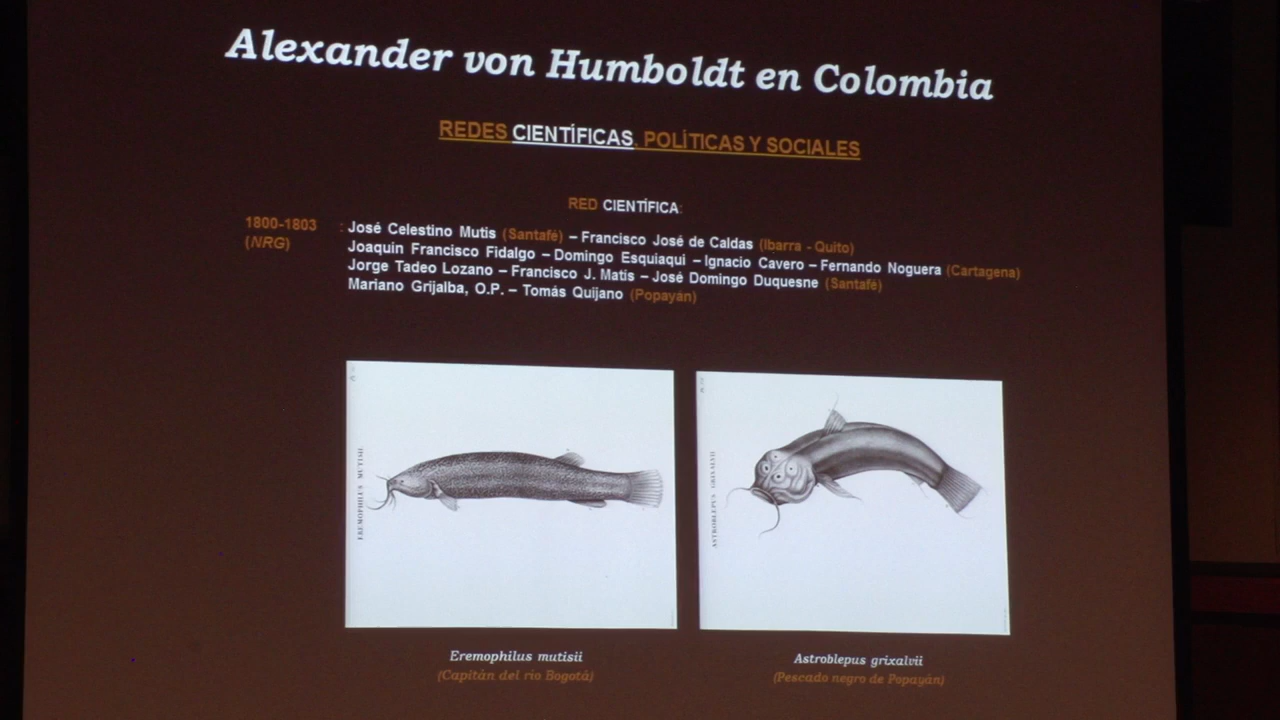 Alexander von Humboldt en Colombia
REDES CIENTÍFICAS, POLÍTICAS Y SOCIALES
RED CIENTÍFICA:
1800-1803 : José Celestino Mutis (Santafé) – Francisco José de Caldas (Ibarra - Quito)
(NRG) Joaquín Francisco Fidalgo – Domingo Esquiaqui – Ignacio Cavero – Fernando Noguera (Cartagena)
Jorge Tadeo Lozano – Francisco J. Matis – José Domingo Duquesne (Santafé)
Mariano Grijalba, O.P. – Tomás Quijano (Popayán)
EREMOPHILUS MUTISII
ASTROBLEPUS GRIXALVII
Eremophilus mutisii
(Capitán del río Bogotá)
Astroblepus grixalvii
(Pescado negro de Popayán)